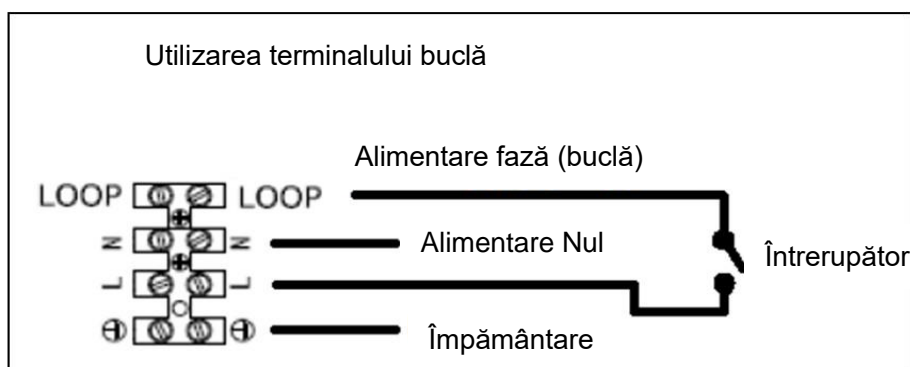 Utilizarea terminalului buclă
Alimentare fază (buclă)
LOOP LOOP
N N Alimentare Nul
Întrerupător
L L
Împământare